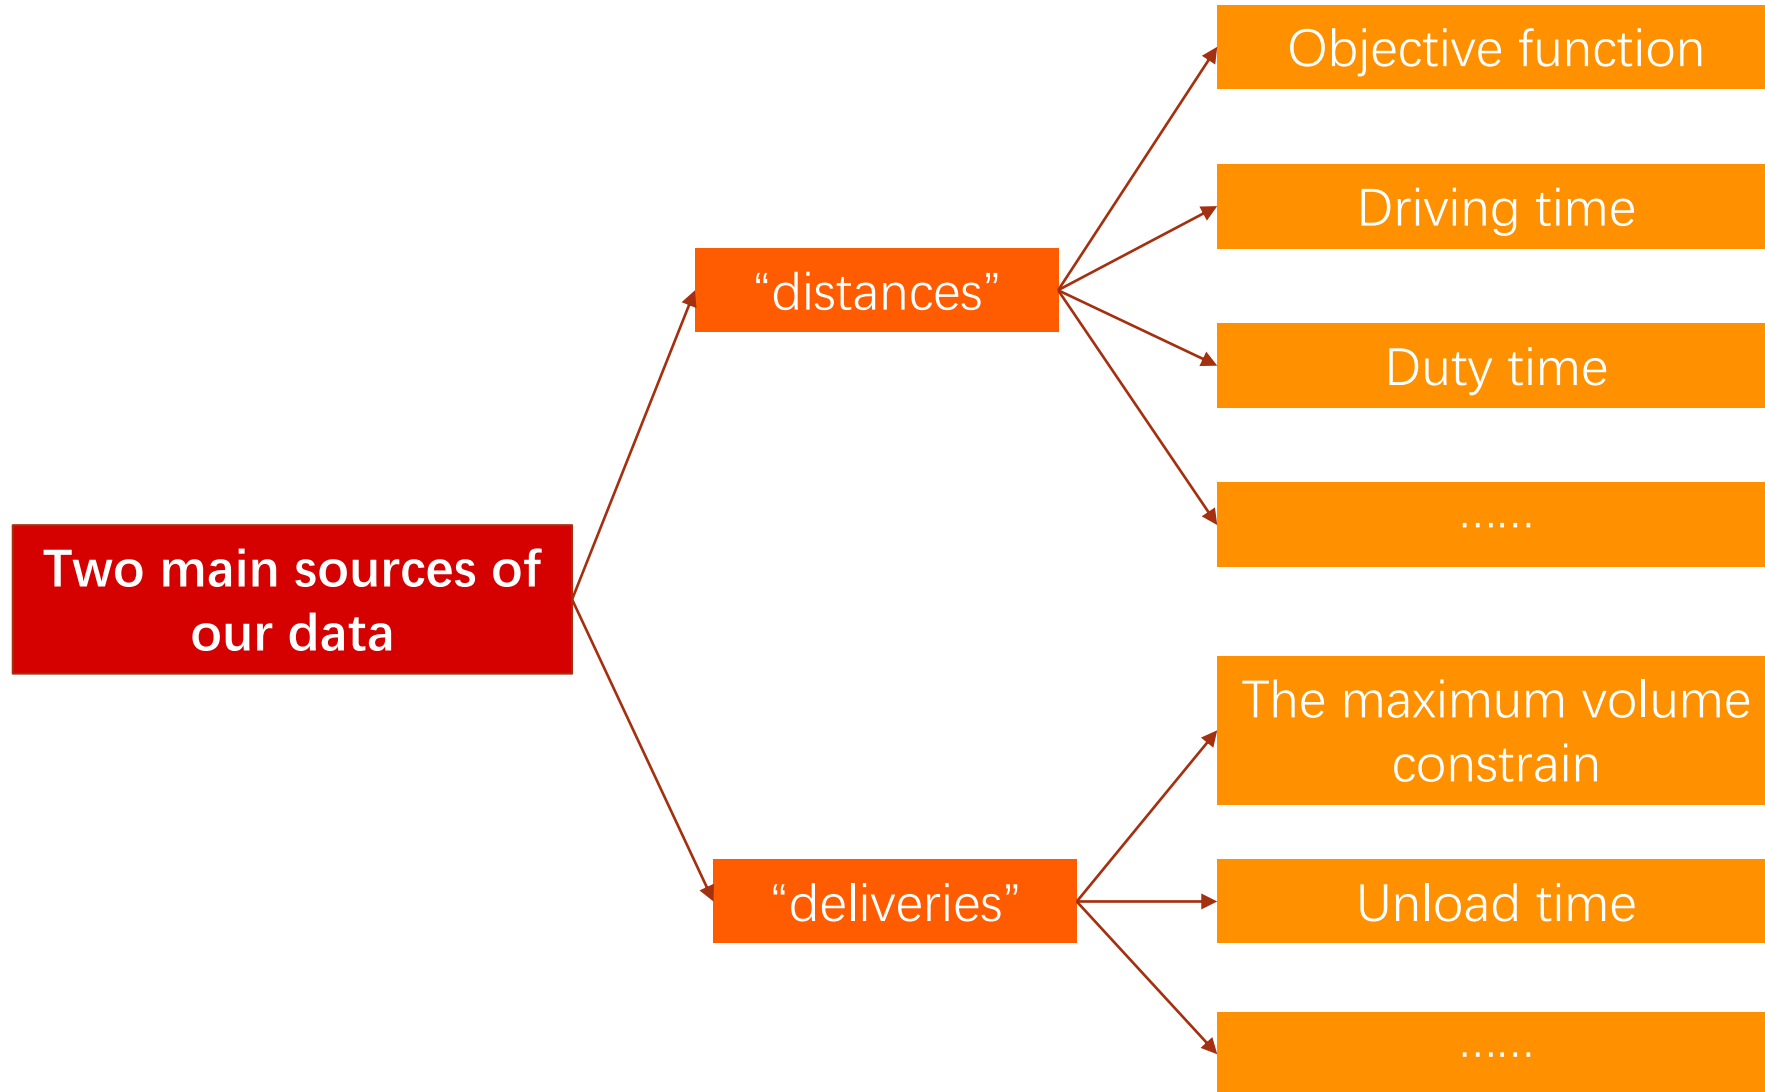 Objective function
Driving time
“distances”
Duty time
……
Two main sources of
our data
The maximum volume
constrain
“deliveries”
Unload time
……